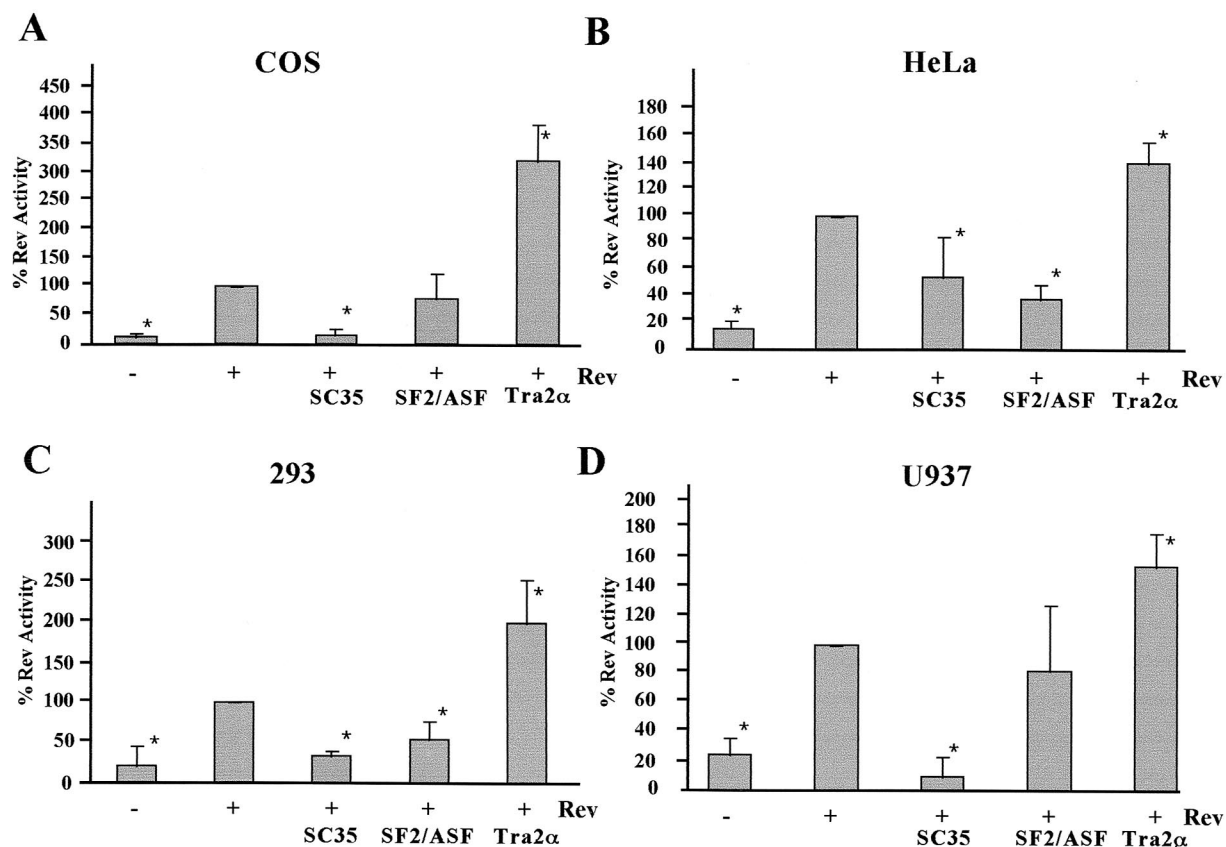 A
COS
% Rev Activity
450
400
350
300
250
200
150
100
50
0
*
*
*
- + + + + Rev
SC35 SF2/ASF Tra2α
B
HeLa
% Rev Activity
180
160
140
100
80
60
40
20
0
*
*
*
*
- + + + + Rev
SC35 SF2/ASF Tra2α
C
293
% Rev Activity
300
250
200
150
100
50
0
*
*
*
*
- + + + + Rev
SC35 SF2/ASF Tra2α
D
U937
% Rev Activity
200
180
160
140
100
80
60
40
20
0
*
*
*
- + + + + Rev
SC35 SF2/ASF Tra2α